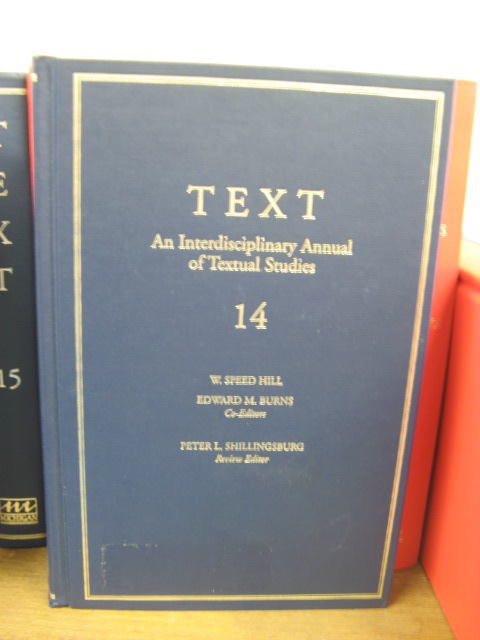 TEXT
An Interdisciplinary Annual
of Textual Studies
14
W. SPEED HILL
EDWARD M. BURNS
Co-Editors
PETER L. SHILLINGSBURG
Review Editor
T
E
X
T
15
MICHIGAN